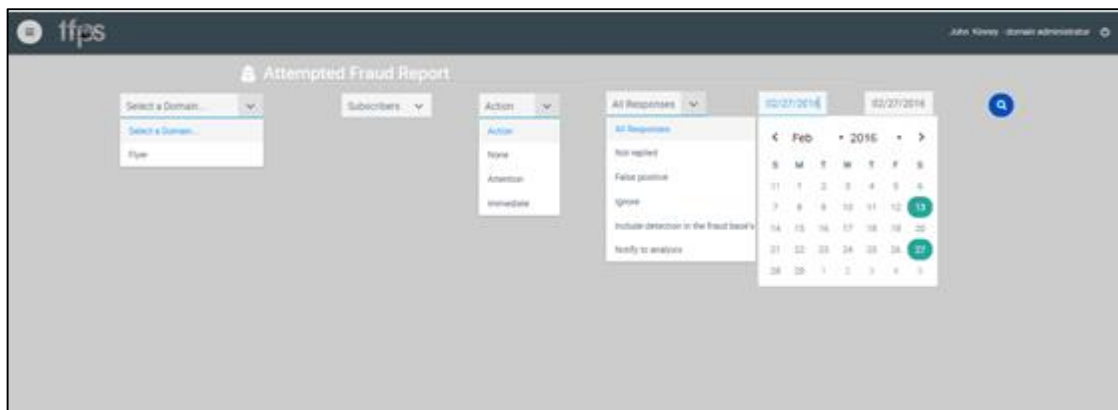 tfps
John Kinney - domain administrator
Attempted Fraud Report
Select a Domain...
Subscribers
Action
All Responses
02/27/2016
02/27/2016
Select a Domain...
Flyer
Action
None
Attention
Immediate
All Responses
Not replied
False positive
Ignore
Include detection in the fraud base's
Notify to analysis
Feb 2016
S M T W T F S
1 2 3 4 5 6
7 8 9 10 11 12 13
14 15 16 17 18 19 20
21 22 23 24 25 26 27
28 29 1 2 3 4 5